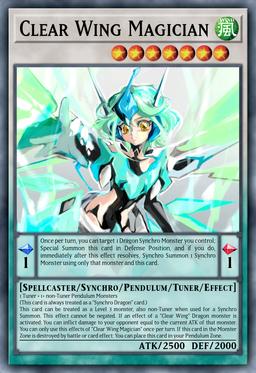 CLEAR WING MAGICIAN
嵐
Once per turn, you can target 1 Dragon Synchro Monster you control;
Special Summon this card in Defense Position, and if you do,
immediately after this effect resolves, Synchro Summon 1 Synchro
Monster using only that monster and this card.
1
1
[SPELLCASTER/SYNCHRO/PENDULUM/TUNER/EFFECT]
1 Tuner + 1+ non-Tuner Pendulum Monsters
(This card is always treated as a "Synchro Dragon" card.)
This card can be treated as a Level 1 monster, also non-Tuner when used for a Synchro
Summon. This effect cannot be negated. If an effect of a "Clear Wing" Dragon monster is
activated: You can inflict damage to your opponent equal to the current ATK of that monster.
You can only use this effects of "Clear Wing Magician" once per turn. If this card in the Monster
Zone is destroyed by battle or card effect: You can place this card in your Pendulum Zone.
ATK/2500 DEF/2000